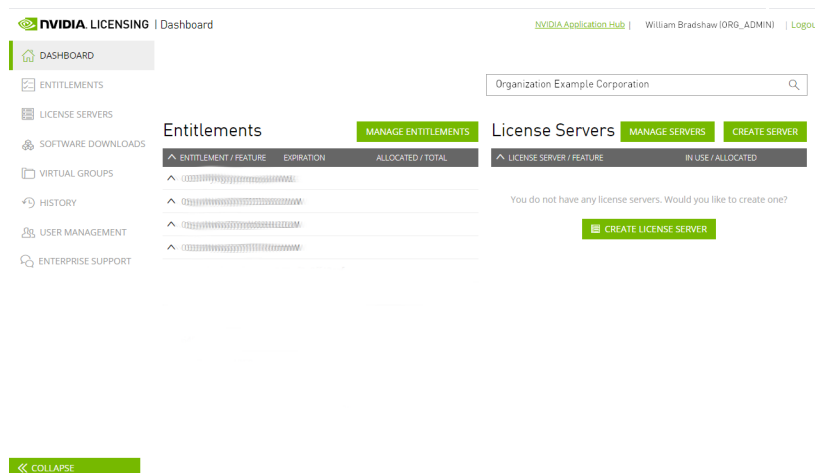 NVIDIA. LICENSING | Dashboard
NVIDIA Application Hub | William Bradshaw (ORG_ADMIN) | Logou
DASHBOARD
ENTITLEMENTS
LICENSE SERVERS
SOFTWARE DOWNLOADS
VIRTUAL GROUPS
HISTORY
USER MANAGEMENT
ENTERPRISE SUPPORT
Organization Example Corporation
Entitlements
MANAGE ENTITLEMENTS
ENTITLEMENT / FEATURE EXPIRATION ALLOCATED / TOTAL
License Servers
MANAGE SERVERS
CREATE SERVER
LICENSE SERVER / FEATURE IN USE / ALLOCATED
You do not have any license servers. Would you like to create one?
CREATE LICENSE SERVER
COLLAPSE